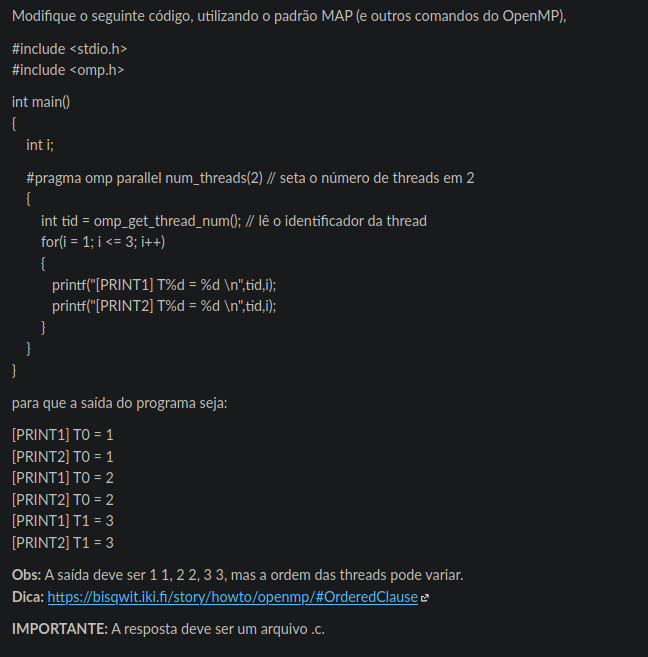 Modifique o seguinte código, utilizando o padrão MAP (e outros comandos do OpenMP),
#include <stdio.h>
#include <omp.h>
int main()
{
int i;
#pragma omp parallel num_threads(2) // seta o número de threads em 2
{
int tid = omp_get_thread_num(); // lê o identificador da thread
for(i = 1; i <= 3; i++)
{
printf("[PRINT1] T%d = %d \n",tid,i);
printf("[PRINT2] T%d = %d \n",tid,i);
}
}
}
para que a saída do programa seja:
[PRINT1] T0 = 1
[PRINT2] T0 = 1
[PRINT1] T0 = 2
[PRINT2] T0 = 2
[PRINT1] T1 = 3
[PRINT2] T1 = 3
Obs: A saída deve ser 1 1, 2 2, 3 3, mas a ordem das threads pode variar.
Dica: https://bisqwit.iki.fi/story/howto/openmp/#OrderedClause
IMPORTANTE: A resposta deve ser um arquivo .c.